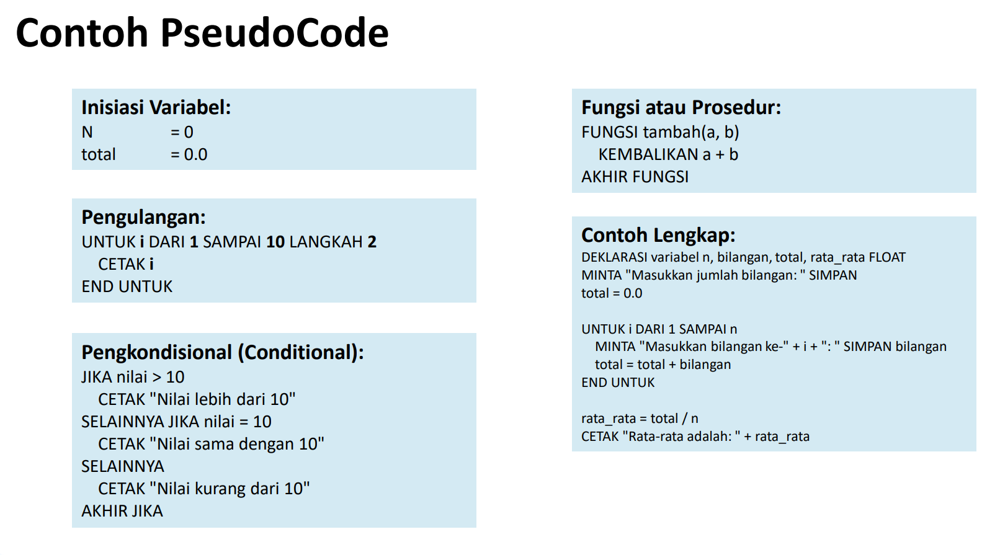 Contoh PseudoCode
Inisiasi Variabel:
N = 0
total = 0.0
Pengulangan:
UNTUK i DARI 1 SAMPAI 10 LANGKAH 2
CETAK i
END UNTUK
Pengkondisional (Conditional):
JIKA nilai > 10
CETAK "Nilai lebih dari 10"
SELAINNYA JIKA nilai = 10
CETAK "Nilai sama dengan 10"
SELAINNYA
CETAK "Nilai kurang dari 10"
AKHIR JIKA
Fungsi atau Prosedur:
FUNGSI tambah(a, b)
KEMBALIKAN a + b
AKHIR FUNGSI
Contoh Lengkap:
DEKLARASI variabel n, bilangan, total, rata_rata FLOAT
MINTA "Masukkan jumlah bilangan: " SIMPAN
total = 0.0
UNTUK i DARI 1 SAMPAI n
MINTA "Masukkan bilangan ke-" + i + ": " SIMPAN bilangan
total = total + bilangan
END UNTUK
rata_rata = total / n
CETAK "Rata-rata adalah: " + rata_rata